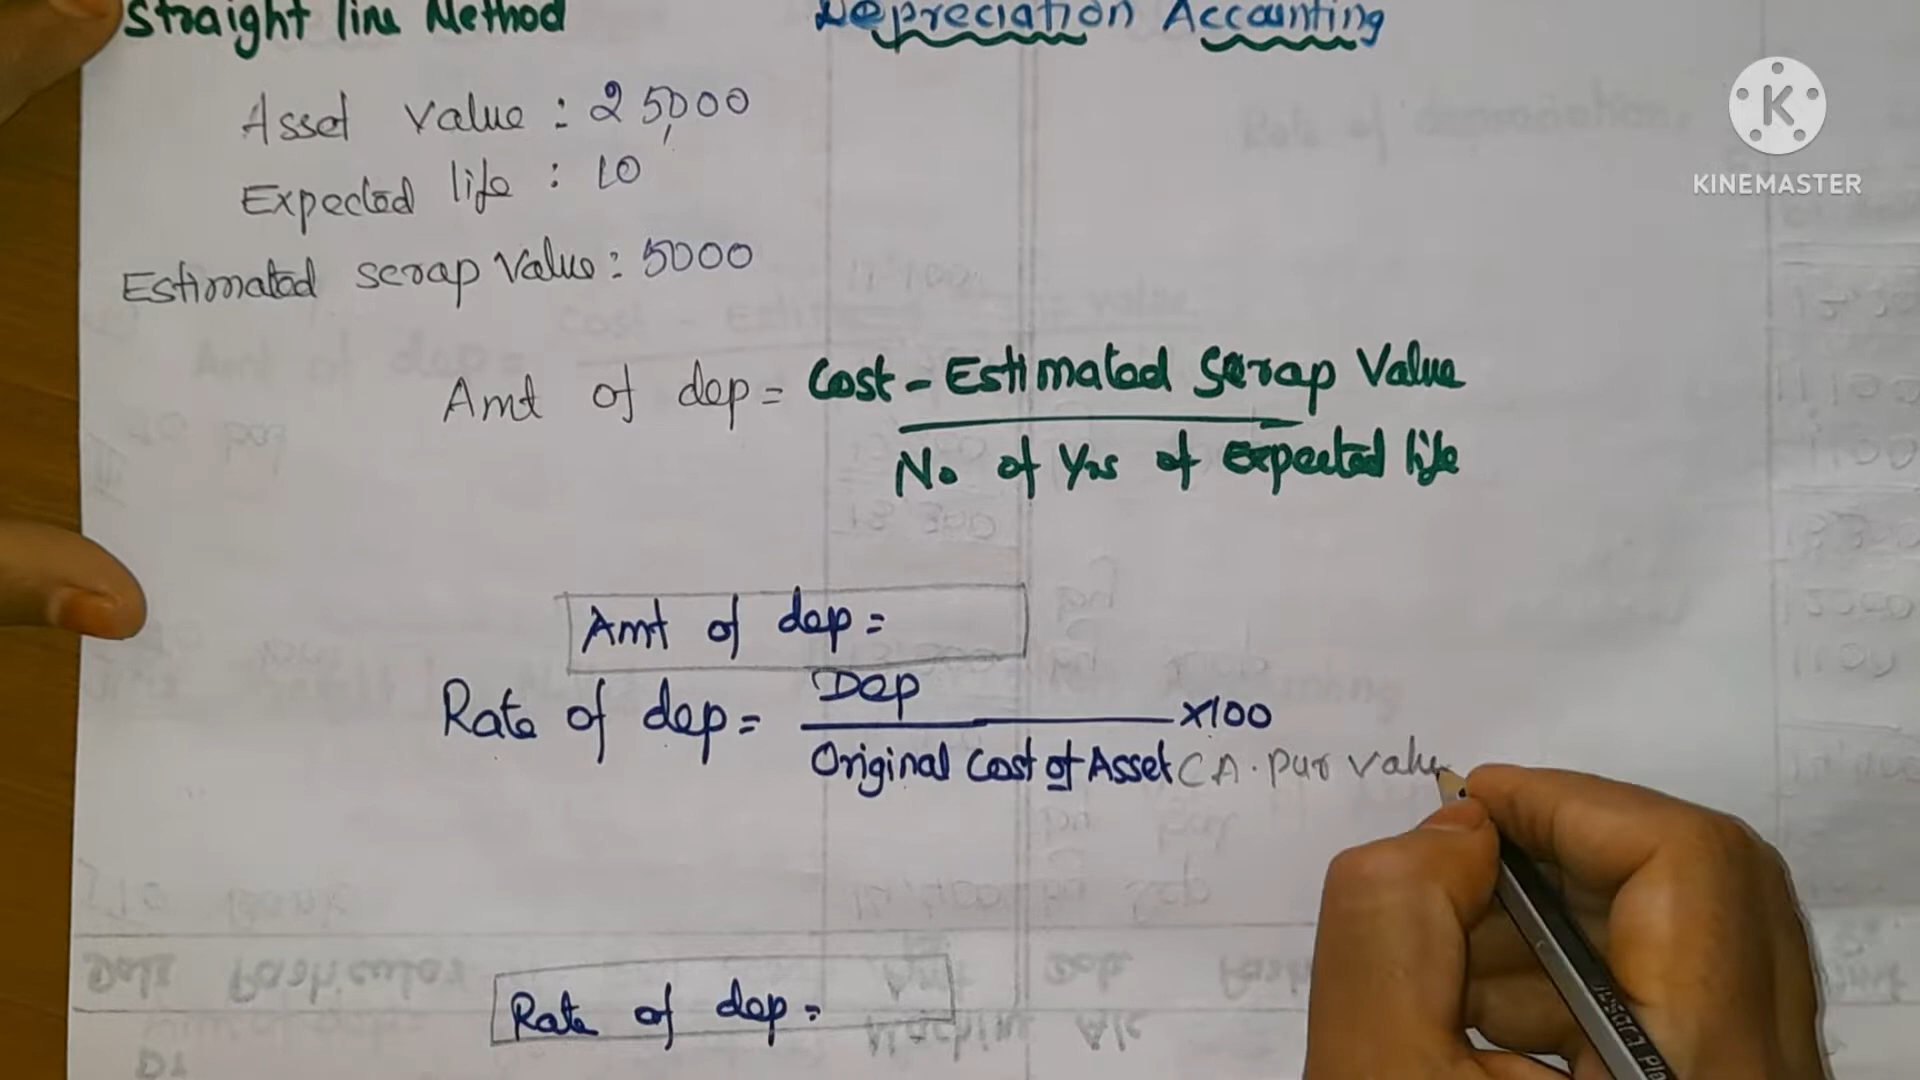 Straight line Method
Depreciation Accounting
KINEMASTER
Asset value : 25,000
Expected life : 10
Estimated scrap Value : 5000
Amt of dep = Cost - Estimated Scrap Value
No of Yrs of Expected life
Amt of dep =
Rate of dep = Dep ×100
Original Cost of Asset (A. pur value
Rate of dep =